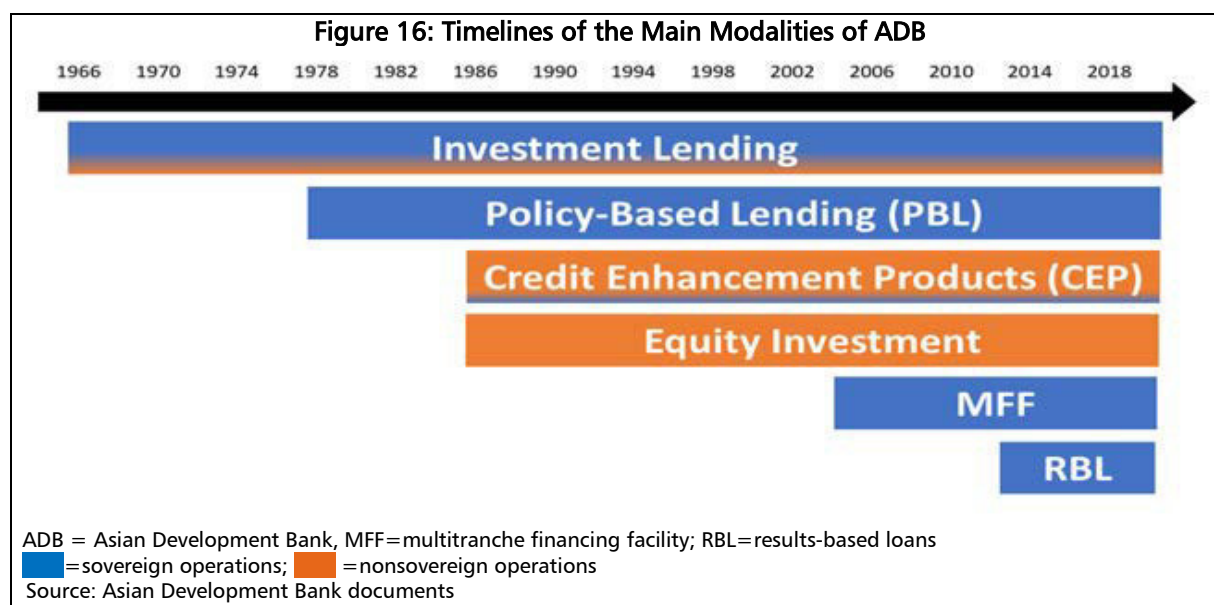 Figure 16: Timelines of the Main Modalities of ADB
1966 1970 1974 1978 1982 1986 1990 1994 1998 2002 2006 2010 2014 2018
Investment Lending
Policy-Based Lending (PBL)
Credit Enhancement Products (CEP)
Equity Investment
MFF
RBL
ADB = Asian Development Bank, MFF=multitranche financing facility; RBL=results-based loans
=sovereign operations; =nonsovereign operations
Source: Asian Development Bank documents